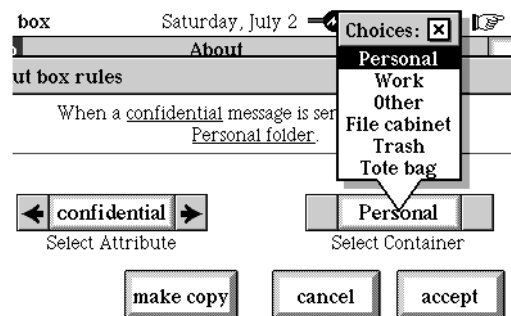 box Saturday, July 2
Choices:
About
Personal
ut box rules
Work
Other
When a confidential message is sen
File cabinet
Personal folder.
Trash
Tote bag
confidential Personal
Select Attribute Select Container
make copy cancel accept